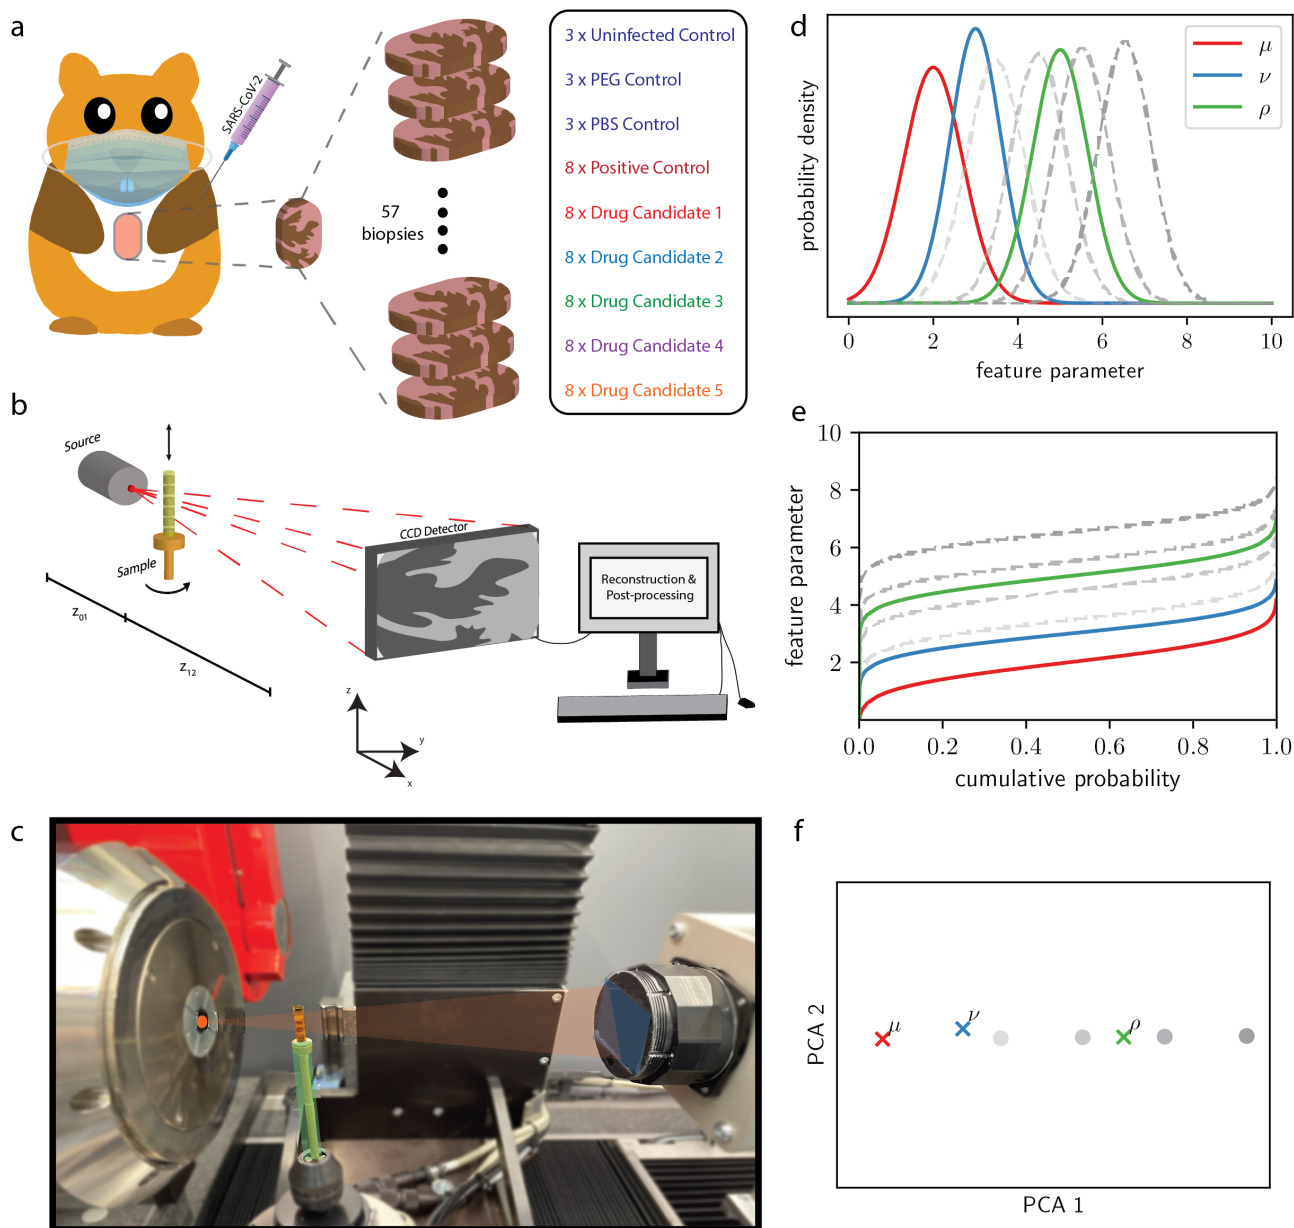 a
SARS-CoV-2
57
biopsies
3 x Uninfected Control
3 x PEG Control
3 x PBS Control
8 x Positive Control
8 x Drug Candidate 1
8 x Drug Candidate 2
8 x Drug Candidate 3
8 x Drug Candidate 4
8 x Drug Candidate 5
b
Source
Sample
CCD Detector
Reconstruction &
Post-processing
z01
z12
z
y
x
c
d
probability density
μ
ν
ρ
0 2 4 6 8 10
feature parameter
e
feature parameter
10
8
6
4
2
0.0 0.2 0.4 0.6 0.8 1.0
cumulative probability
f
PCA 2
μ
ν
ρ
PCA 1